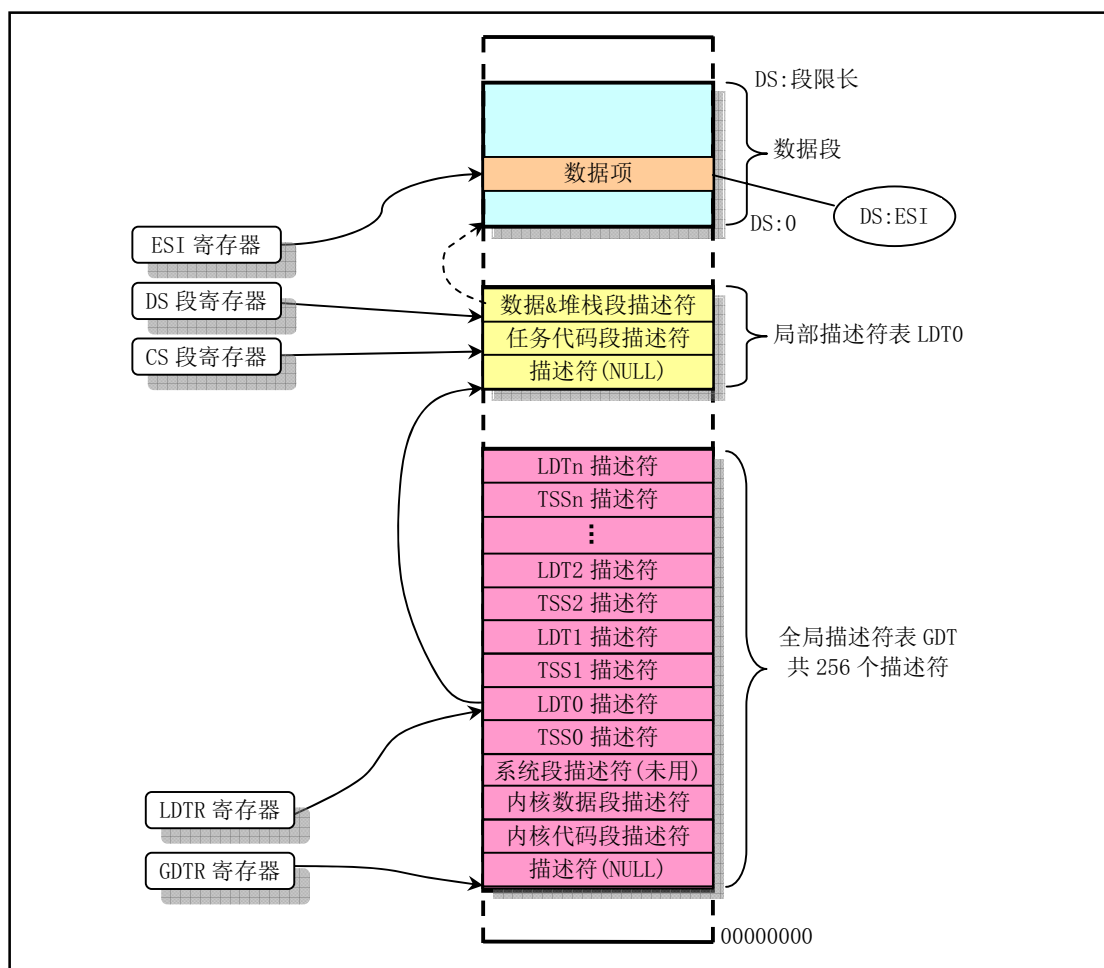 DS:段限长
数据段
数据项
DS:ESI
DS:0
ESI 寄存器
DS 段寄存器
CS 段寄存器
数据&堆栈段描述符
任务代码段描述符
描述符(NULL)
局部描述符表 LDT0
LDTn 描述符
TSSn 描述符
⋮
LDT2 描述符
TSS2 描述符
LDT1 描述符
TSS1 描述符
LDT0 描述符
TSS0 描述符
系统段描述符(未用)
内核数据段描述符
内核代码段描述符
描述符(NULL)
全局描述符表 GDT
共 256 个描述符
LDTR 寄存器
GDTR 寄存器
00000000